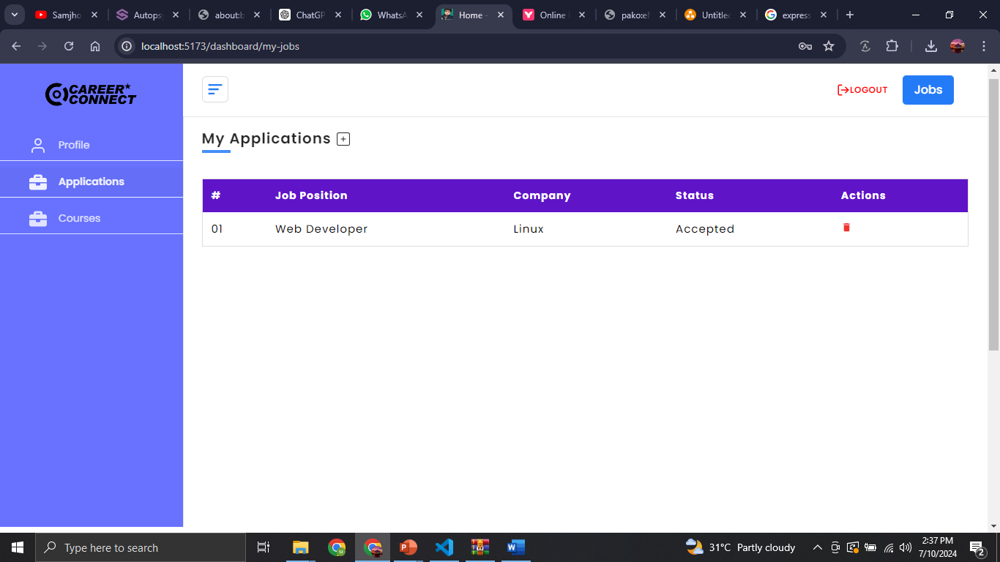 Samjho
Autops
about:b
ChatGP
WhatsA
Home -
Online
pako:el
Untitled
express
localhost:5173/dashboard/my-jobs
CAREER
CONNECT
LOGOUT
Jobs
Profile
Applications
Courses
My Applications
# Job Position Company Status Actions
01 Web Developer Linux Accepted
Type here to search
31°C Partly cloudy
2:37 PM
7/10/2024
2